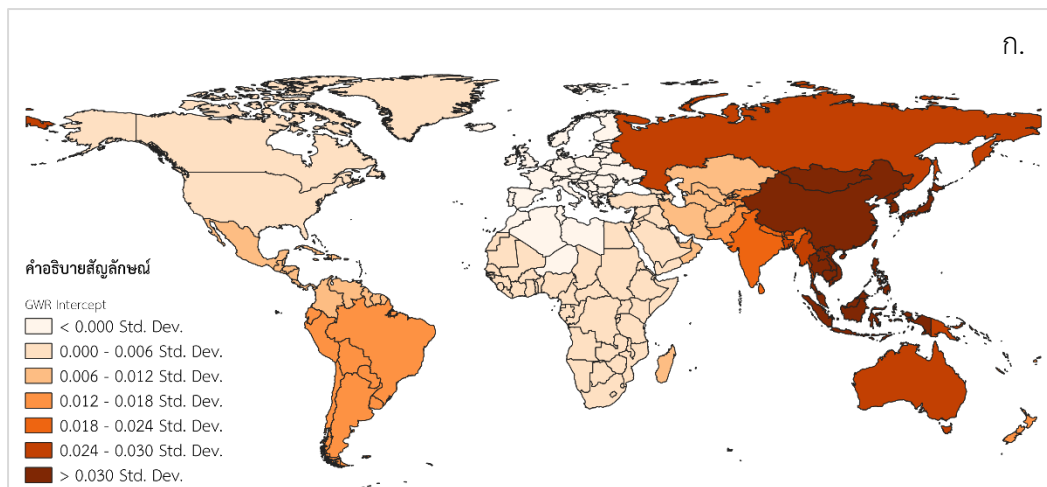 ก.
คำอธิบายสัญลักษณ์
GWR Intercept
< 0.000 Std. Dev.
0.000 - 0.006 Std. Dev.
0.006 - 0.012 Std. Dev.
0.012 - 0.018 Std. Dev.
0.018 - 0.024 Std. Dev.
0.024 - 0.030 Std. Dev.
> 0.030 Std. Dev.